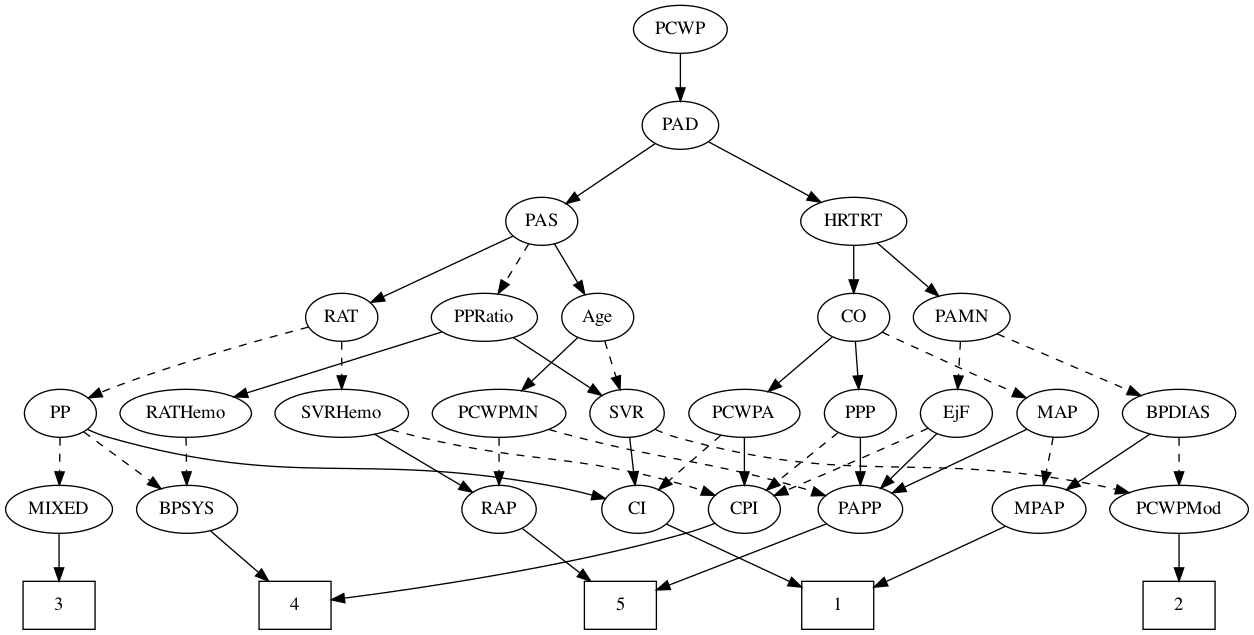 PCWP
PAD
PAS
HRTRT
RAT
PPRatio
Age
CO
PAMN
PP
RATHemo
SVRHemo
PCWPMN
SVR
PCWPA
PPP
EjF
MAP
BPDIAS
MIXED
BPSYS
RAP
CI
CPI
PAPP
MPAP
PCWPMod
3
4
5
1
2